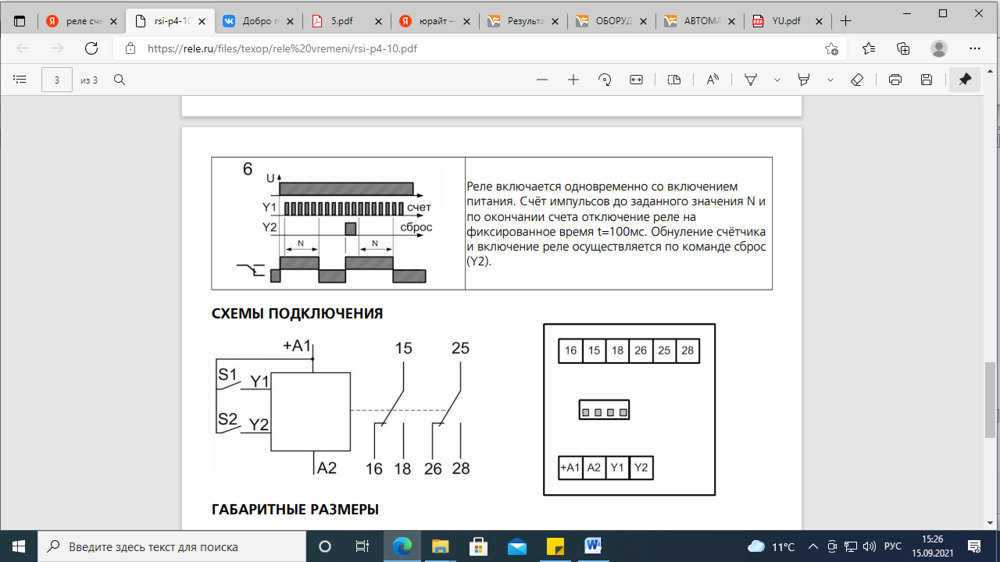 реле сче
rsi-p4-10
Добро п
5.pdf
юрайт —
Результа
ОБОРУД
АВТОМА
YU.pdf
https://rele.ru/files/texop/rele%20vremeni/rsi-p4-10.pdf
3 из 3
6
U
Y1 счет
Y2 сброс
N N
Реле включается одновременно со включением
питания. Счёт импульсов до заданного значения N и
по окончании счета отключение реле на
фиксированное время t=100мс. Обнуление счётчика
и включение реле осуществляется по команде сброс
(Y2).
СХЕМЫ ПОДКЛЮЧЕНИЯ
+A1 15 25
S1 Y1
S2 Y2
A2 16 18 26 28
16 15 18 26 25 28
+A1 A2 Y1 Y2
ГАБАРИТНЫЕ РАЗМЕРЫ
Введите здесь текст для поиска
11°C
РУС
15:26
15.09.2021